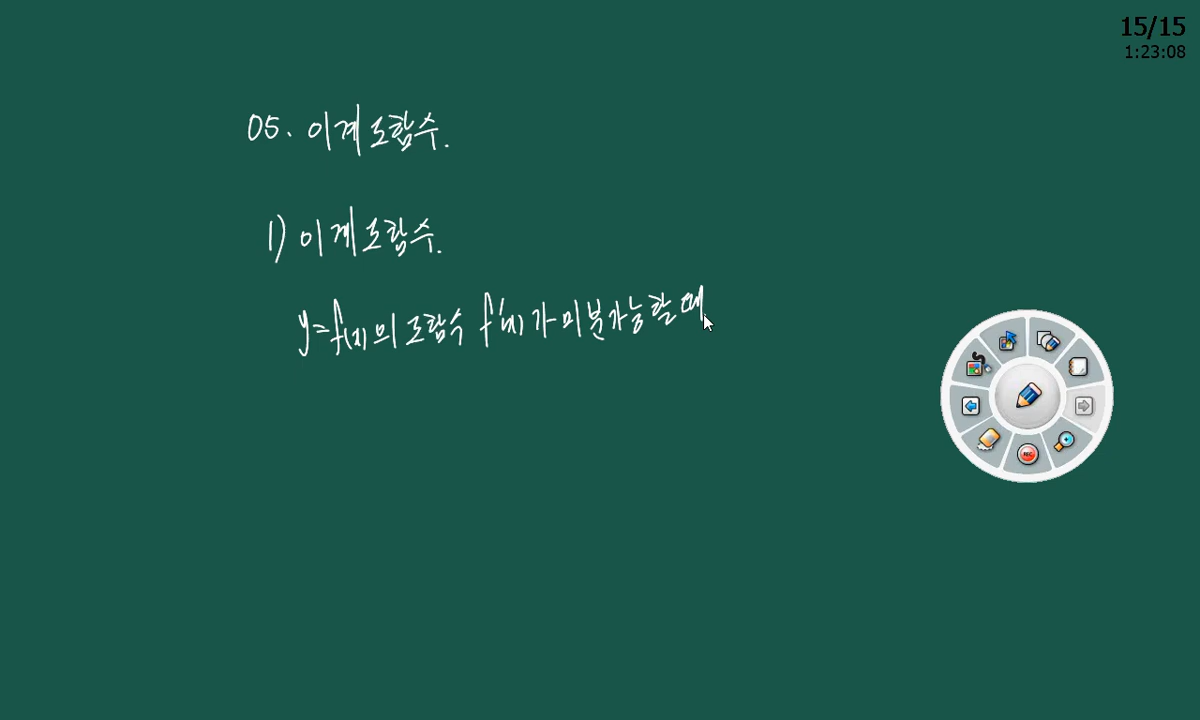 15/15
1:23:08
05. 이계도함수.
1) 이계도함수.
y=f(x)의 도함수 f'(x)가 미분가능할 때
REC